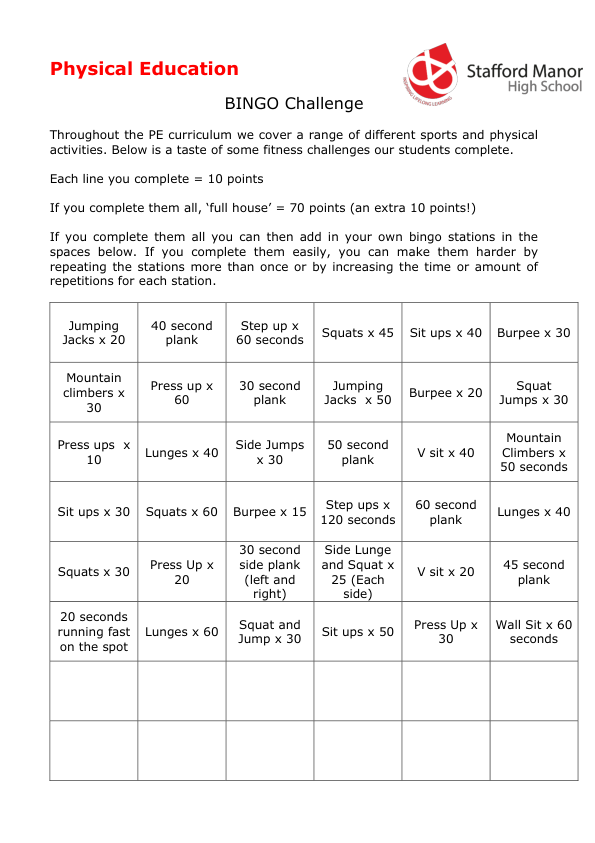 Physical Education
Stafford Manor
High School
INSPIRING LIFELONG LEARNING
BINGO Challenge
Throughout the PE curriculum we cover a range of different sports and physical
activities. Below is a taste of some fitness challenges our students complete.
Each line you complete = 10 points
If you complete them all, ‘full house’ = 70 points (an extra 10 points!)
If you complete them all you can then add in your own bingo stations in the
spaces below. If you complete them easily, you can make them harder by
repeating the stations more than once or by increasing the time or amount of
repetitions for each station.
Jumping
Jacks x 20
40 second
plank
Step up x
60 seconds
Squats x 45
Sit ups x 40
Burpee x 30
Mountain
climbers x
30
Press up x
60
30 second
plank
Jumping
Jacks  x 50
Burpee x 20
Squat
Jumps x 30
Press ups  x
10
Lunges x 40
Side Jumps
x 30
50 second
plank
V sit x 40
Mountain
Climbers x
50 seconds
Sit ups x 30
Squats x 60
Burpee x 15
Step ups x
120 seconds
60 second
plank
Lunges x 40
Squats x 30
Press Up x
20
30 second
side plank
(left and
right)
Side Lunge
and Squat x
25 (Each
side)
V sit x 20
45 second
plank
20 seconds
running fast
on the spot
Lunges x 60
Squat and
Jump x 30
Sit ups x 50
Press Up x
30
Wall Sit x 60
seconds